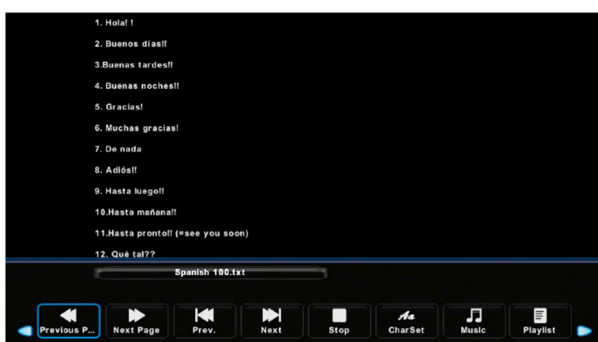 1. Hola! !
2. Buenos dias!!
3.Buenas tardes!!
4. Buenas noches!!
5. Gracias!
6. Muchas gracias!
7. De nada
8. Adiós!!
9. Hasta luego!!
10.Hasta mañana!!
11.Hasta pronto!! (=see you soon)
12. Qué tal??
Spanish 100.txt
Previous P... Next Page Prev. Next Stop Aa CharSet Music Playlist